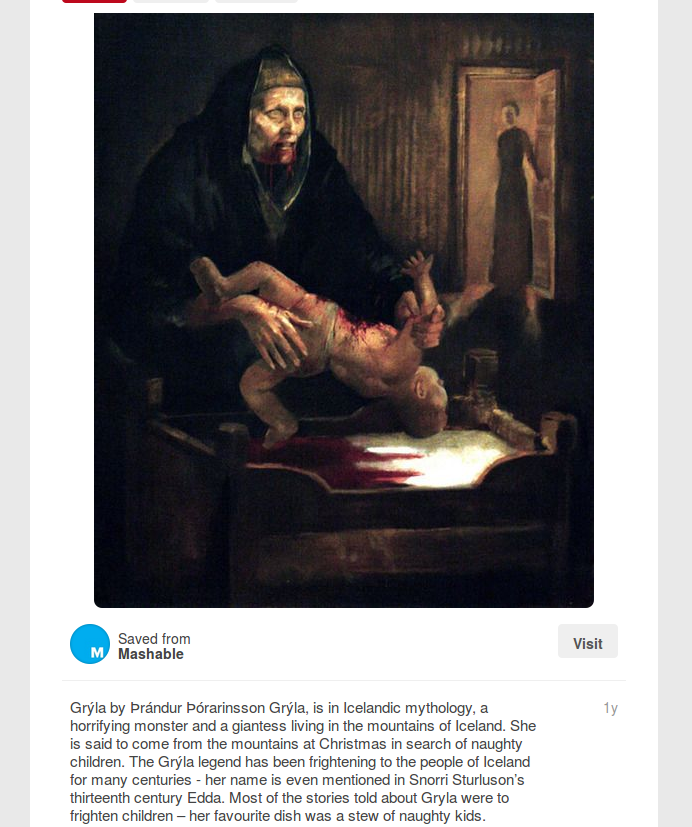 M
Saved from
Mashable
Visit
Grýla by Þrándur Þórarinsson Grýla, is in Icelandic mythology, a
1y
horrifying monster and a giantess living in the mountains of Iceland. She
is said to come from the mountains at Christmas in search of naughty
children. The Grýla legend has been frightening to the people of Iceland
for many centuries - her name is even mentioned in Snorri Sturluson's
thirteenth century Edda. Most of the stories told about Gryla were to
frighten children – her favourite dish was a stew of naughty kids.